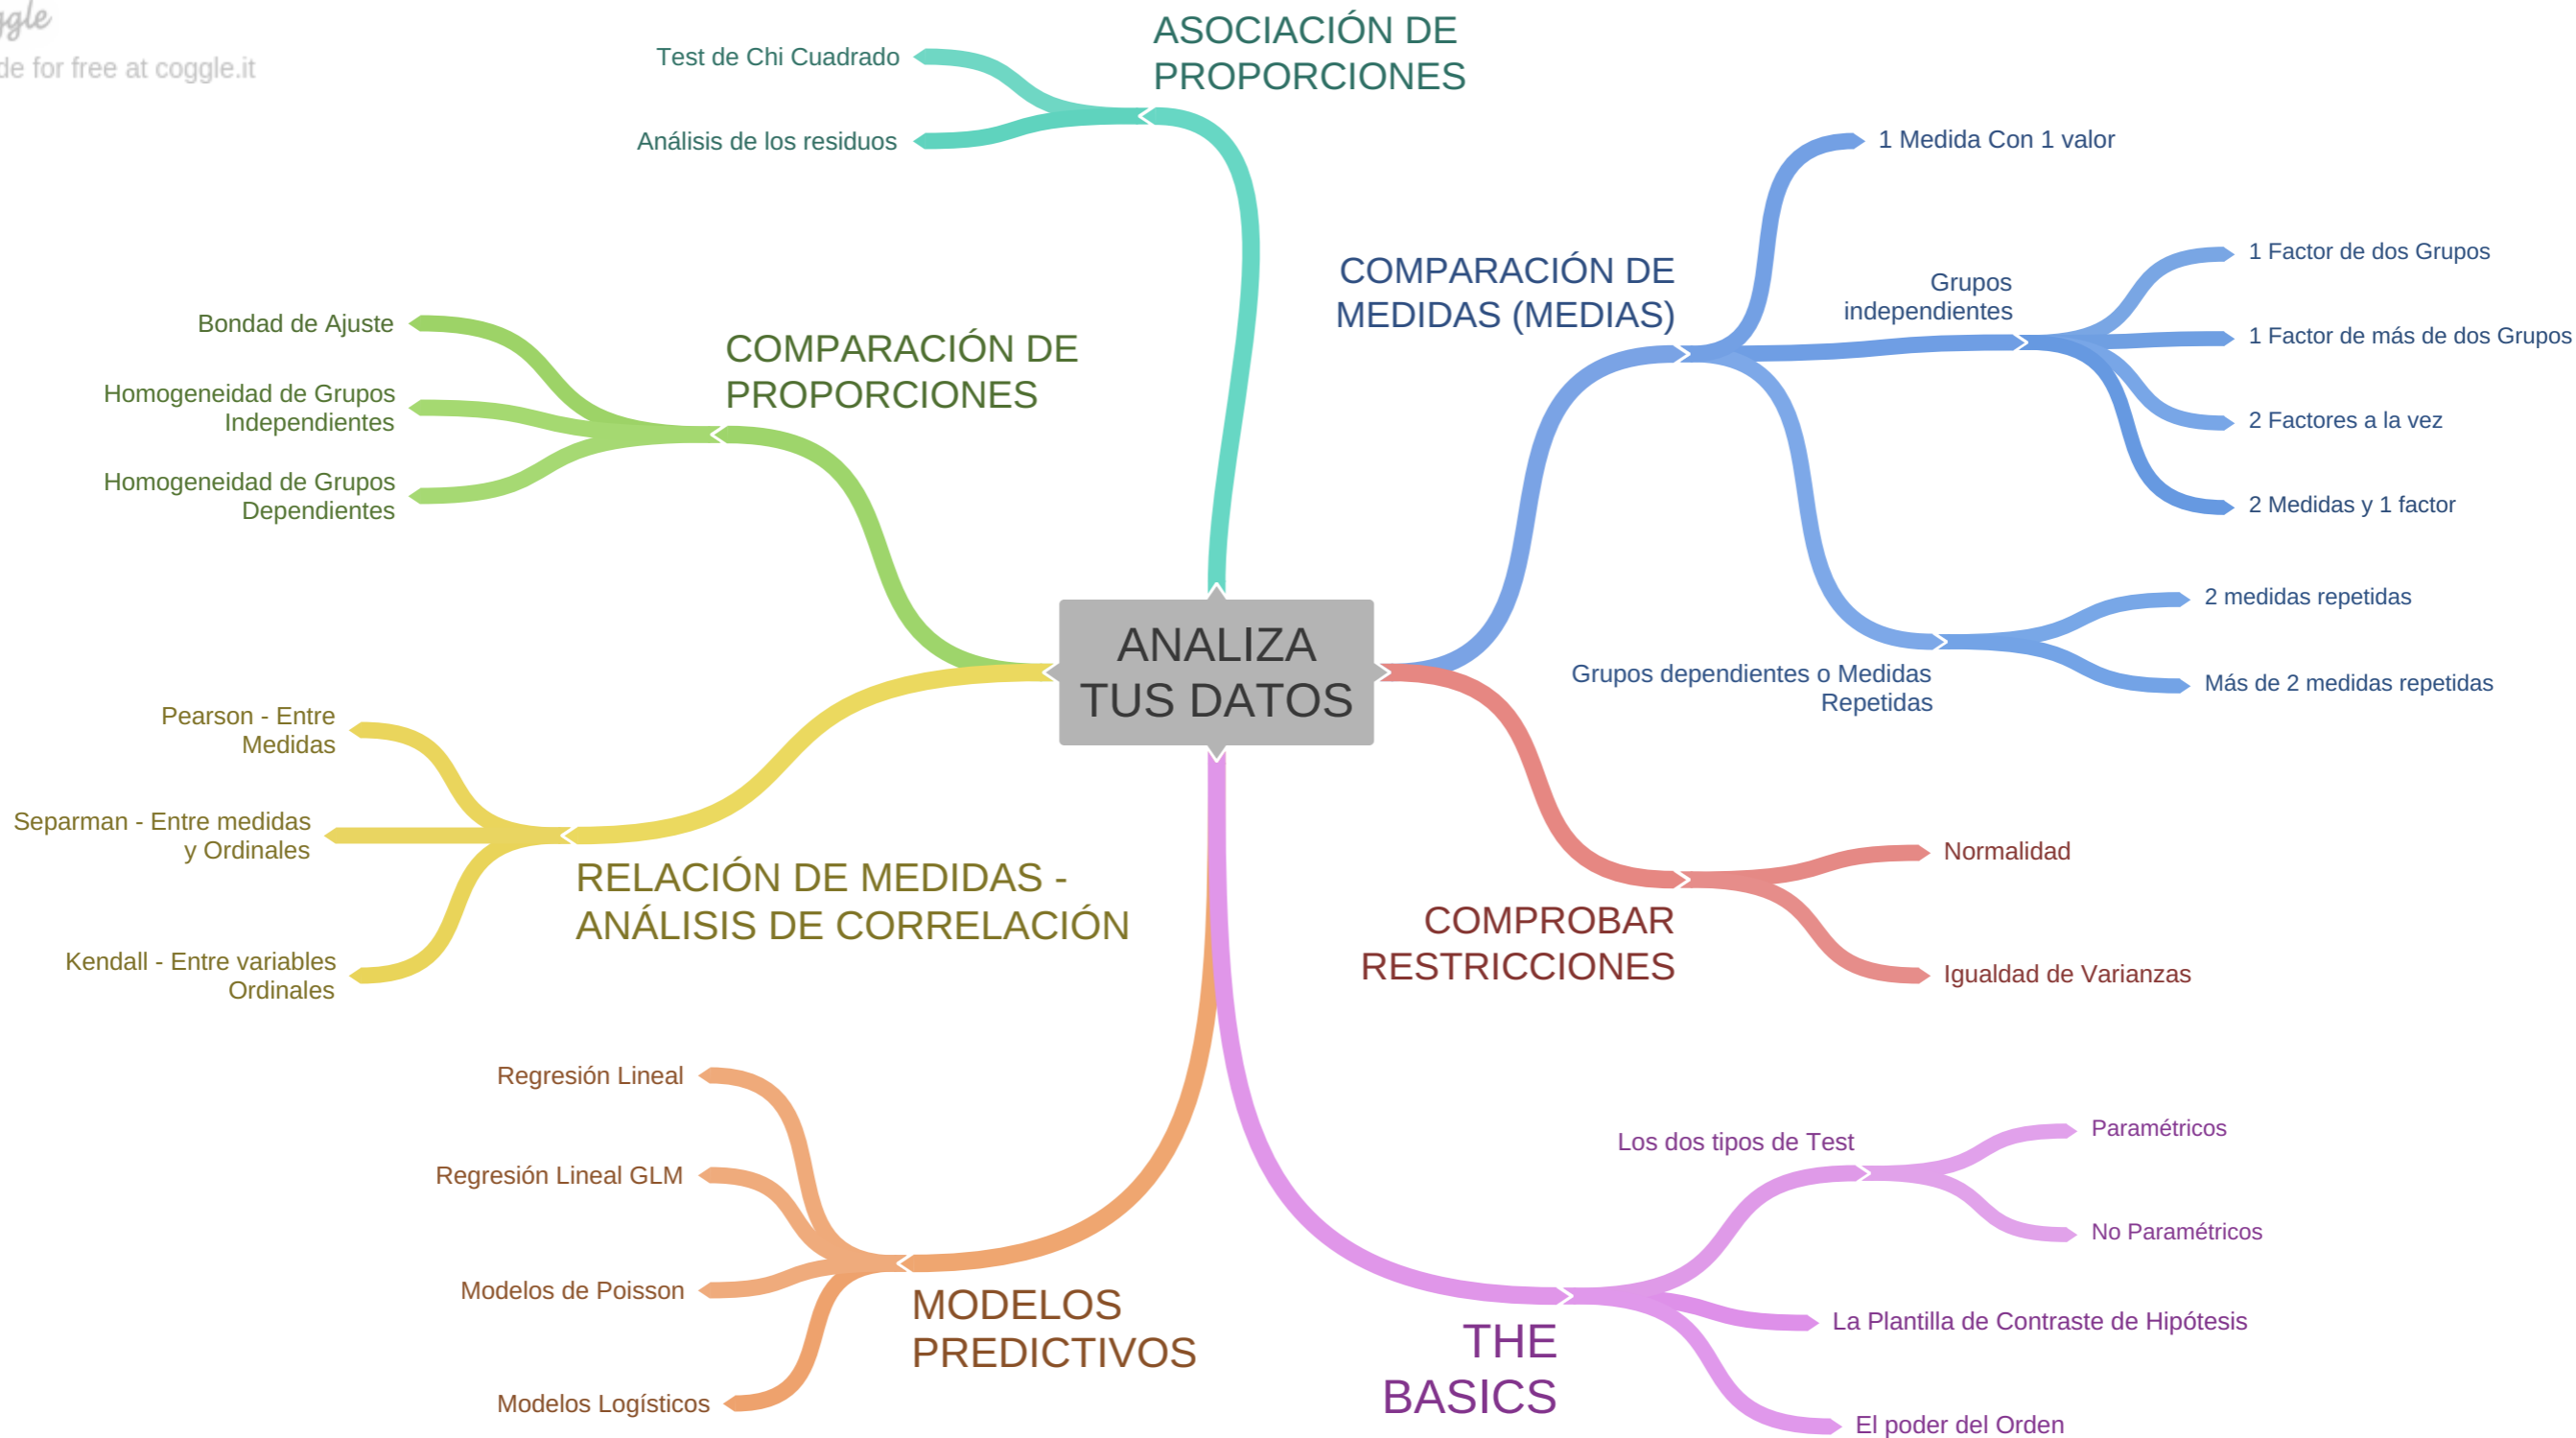 for free at coggle.it
ASOCIACIÓN DE
PROPORCIONES
Test de Chi Cuadrado
Análisis de los residuos
COMPARACIÓN DE
PROPORCIONES
Bondad de Ajuste
Homogeneidad de Grupos
Independientes
Homogeneidad de Grupos
Dependientes
RELACIÓN DE MEDIDAS -
ANÁLISIS DE CORRELACIÓN
Pearson - Entre
Medidas
Separman - Entre medidas
y Ordinales
Kendall - Entre variables
Ordinales
MODELOS
PREDICTIVOS
Regresión Lineal
Regresión Lineal GLM
Modelos de Poisson
Modelos Logísticos
ANALIZA
TUS DATOS
COMPARACIÓN DE
MEDIDAS (MEDIAS)
1 Medida Con 1 valor
Grupos
independientes
1 Factor de dos Grupos
1 Factor de más de dos Grupos
2 Factores a la vez
2 Medidas y 1 factor
Grupos dependientes o Medidas
Repetidas
2 medidas repetidas
Más de 2 medidas repetidas
COMPROBAR
RESTRICCIONES
Normalidad
Igualdad de Varianzas
THE
BASICS
Los dos tipos de Test
Paramétricos
No Paramétricos
La Plantilla de Contraste de Hipótesis
El poder del Orden